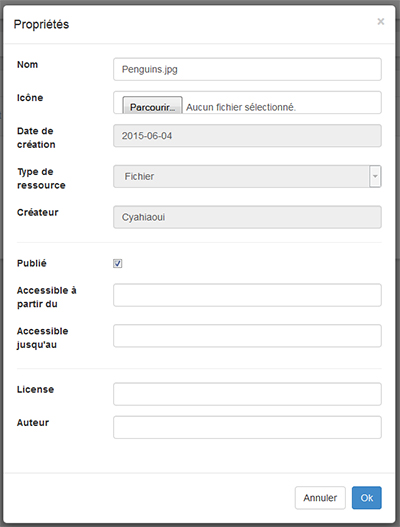 Propriétés ×
Nom Penguins.jpg
Icône Parcourir... Aucun fichier sélectionné.
Date de
création 2015-06-04
Type de
ressource Fichier
Créateur Cyahiaoui
Publié
Accessible à
partir du
Accessible
jusqu'au
License
Auteur
Annuler Ok